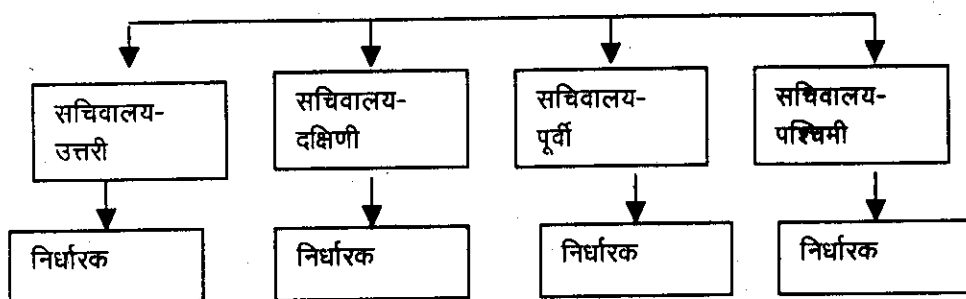 सचिवालय-
उत्तरी
सचिवालय-
दक्षिणी
सचिवालय-
पूर्वी
सचिवालय-
पश्चिमी
निर्धारक
निर्धारक
निर्धारक
निर्धारक